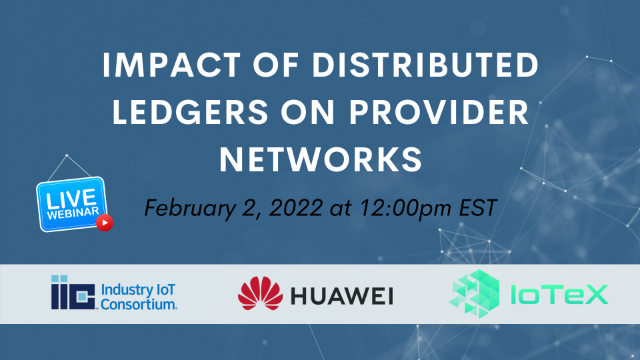 IMPACT OF DISTRIBUTED
LEDGERS ON PROVIDER
NETWORKS
LIVE
WEBINAR
February 2, 2022 at 12:00pm EST
iic Industry IoT
Consortium
HUAWEI
IoTeX